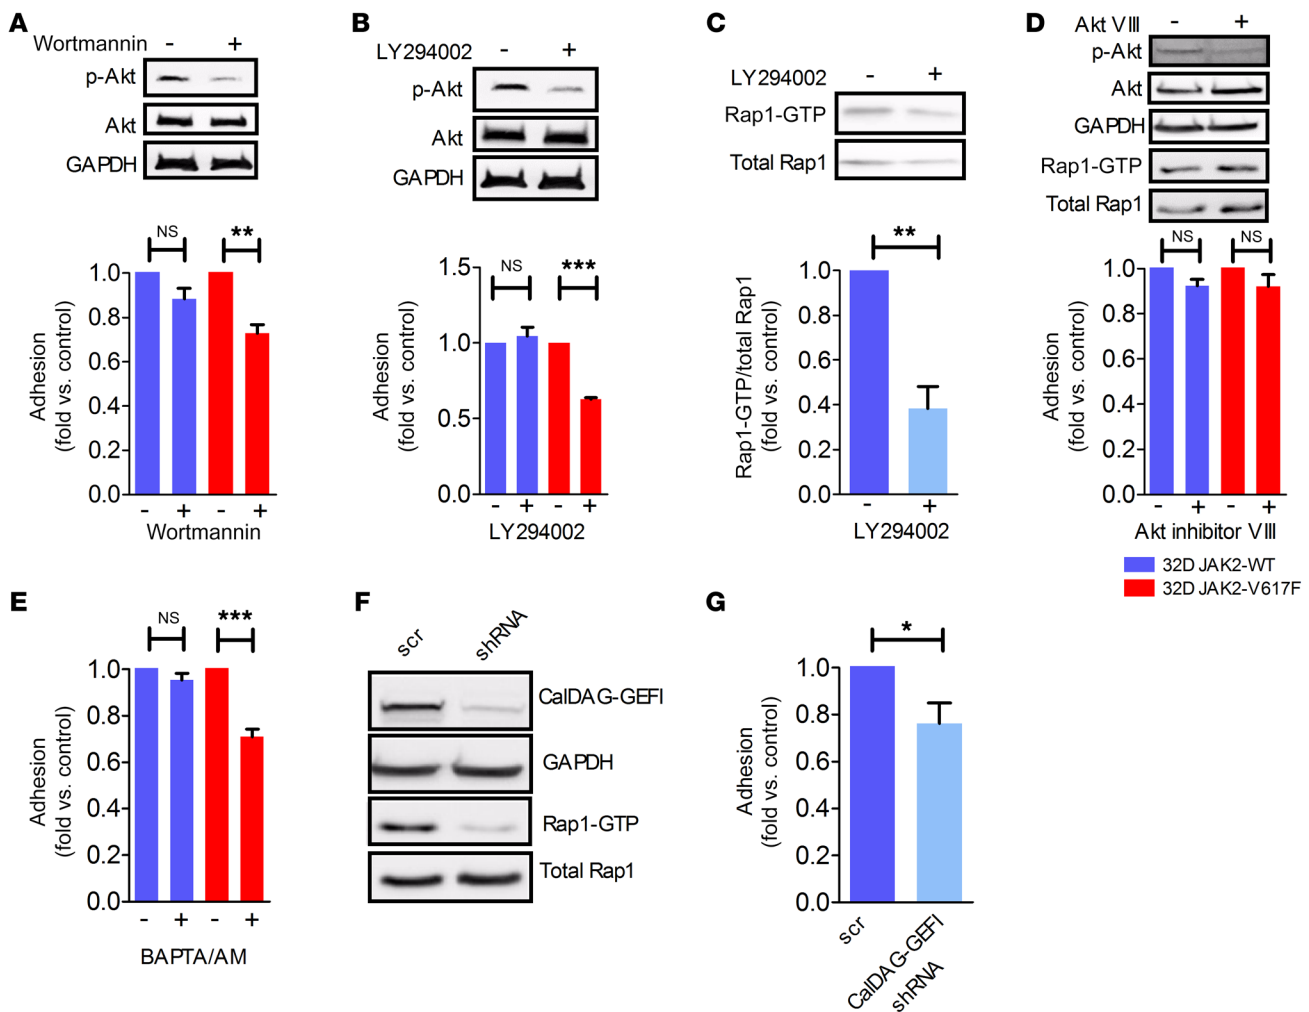 A
Wortmannin - +
p-Akt
Akt
GAPDH
NS **
1.0
0.8
0.6
0.4
0.2
0.0
Adhesion
(fold vs. control)
- + - +
Wortmannin
B
LY294002 - +
p-Akt
Akt
GAPDH
NS ***
1.5
1.0
0.5
0.0
Adhesion
(fold vs. control)
- + - +
LY294002
C
LY294002 - +
Rap1-GTP
Total Rap1
**
1.0
0.8
0.6
0.4
0.2
0.0
Rap1-GTP/total Rap1
(fold vs. control)
- +
LY294002
D
Akt VIII - +
p-Akt
Akt
GAPDH
Rap1-GTP
Total Rap1
NS NS
1.0
0.8
0.6
0.4
0.2
0.0
Adhesion
(fold vs. control)
- + - +
Akt inhibitor VIII
32D JAK2-WT
32D JAK2-V617F
E
NS ***
1.0
0.8
0.6
0.4
0.2
0.0
Adhesion
(fold vs. control)
- + - +
BAPTA/AM
F
scr shRNA
CalDAG-GEFI
GAPDH
Rap1-GTP
Total Rap1
G
*
1.0
0.8
0.6
0.4
0.2
0.0
Adhesion
(fold vs. control)
scr
CalDAG-GEFI
shRNA